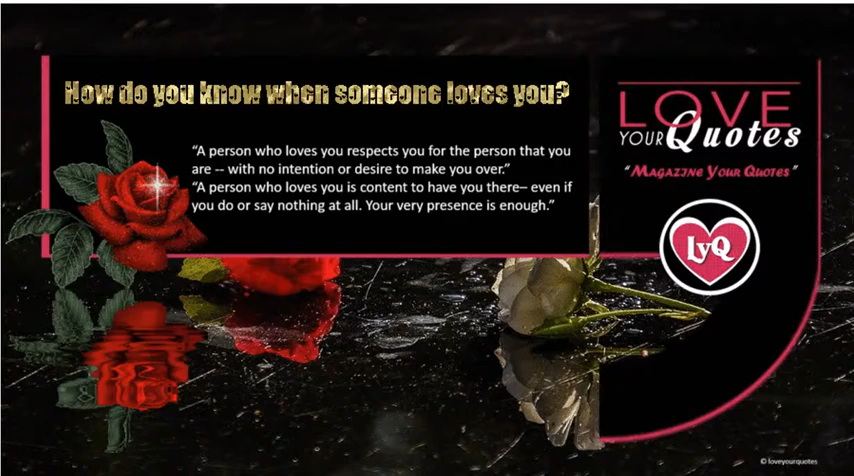 How do you know when someone loves you?
“A person who loves you respects you for the person that you
are -- with no intention or desire to make you over.”
“A person who loves you is content to have you there– even if
you do or say nothing at all. Your very presence is enough.”
LOVE
YOUR Quotes
“Magazine Your Quotes”
LyQ
© loveyourquotes